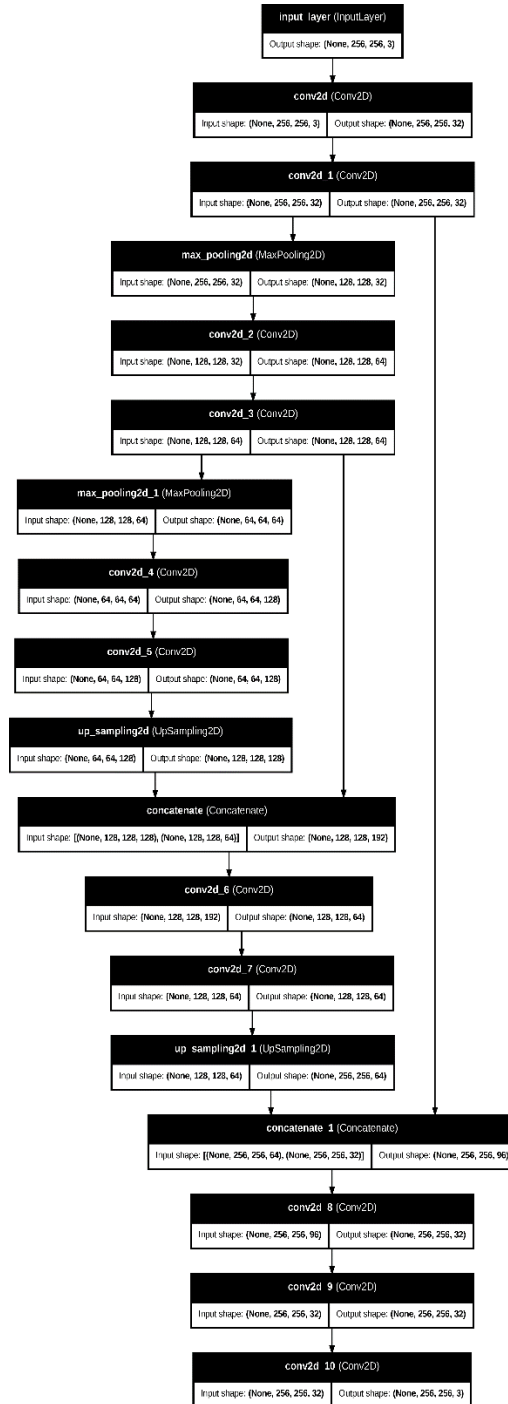 input_layer (InputLayer)
Output shape: (None, 256, 256, 3)
conv2d (Conv2D)
Input shape: (None, 256, 256, 3) Output shape: (None, 256, 256, 32)
conv2d_1 (Conv2D)
Input shape: (None, 256, 256, 32) Output shape: (None, 256, 256, 32)
max_pooling2d (MaxPooling2D)
Input shape: (None, 256, 256, 32) Output shape: (None, 128, 128, 32)
conv2d_2 (Conv2D)
Input shape: (None, 128, 128, 32) Output shape: (None, 128, 128, 64)
conv2d_3 (Conv2D)
Input shape: (None, 128, 128, 64) Output shape: (None, 128, 128, 64)
max_pooling2d_1 (MaxPooling2D)
Input shape: (None, 128, 128, 64) Output shape: (None, 64, 64, 64)
conv2d_4 (Conv2D)
Input shape: (None, 64, 64, 64) Output shape: (None, 64, 64, 128)
conv2d_5 (Conv2D)
Input shape: (None, 64, 64, 128) Output shape: (None, 64, 64, 128)
up_sampling2d (UpSampling2D)
Input shape: (None, 64, 64, 128) Output shape: (None, 128, 128, 128)
concatenate (Concatenate)
Input shape: [(None, 128, 128, 128), (None, 128, 128, 64)] Output shape: (None, 128, 128, 192)
conv2d_6 (Conv2D)
Input shape: (None, 128, 128, 192) Output shape: (None, 128, 128, 64)
conv2d_7 (Conv2D)
Input shape: (None, 128, 128, 64) Output shape: (None, 128, 128, 64)
up_sampling2d_1 (UpSampling2D)
Input shape: (None, 128, 128, 64) Output shape: (None, 256, 256, 64)
concatenate_1 (Concatenate)
Input shape: [(None, 256, 256, 64), (None, 256, 256, 32)] Output shape: (None, 256, 256, 96)
conv2d_8 (Conv2D)
Input shape: (None, 256, 256, 96) Output shape: (None, 256, 256, 32)
conv2d_9 (Conv2D)
Input shape: (None, 256, 256, 32) Output shape: (None, 256, 256, 32)
conv2d_10 (Conv2D)
Input shape: (None, 256, 256, 32) Output shape: (None, 256, 256, 3)